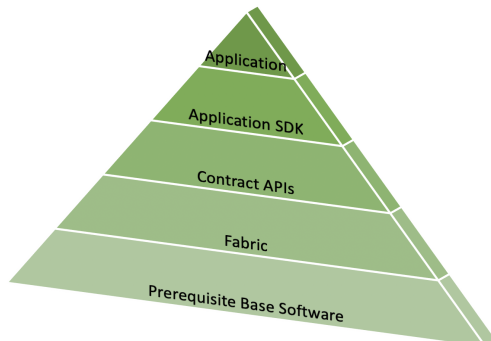 Application
Application SDK
Contract APIs
Fabric
Prerequisite Base Software